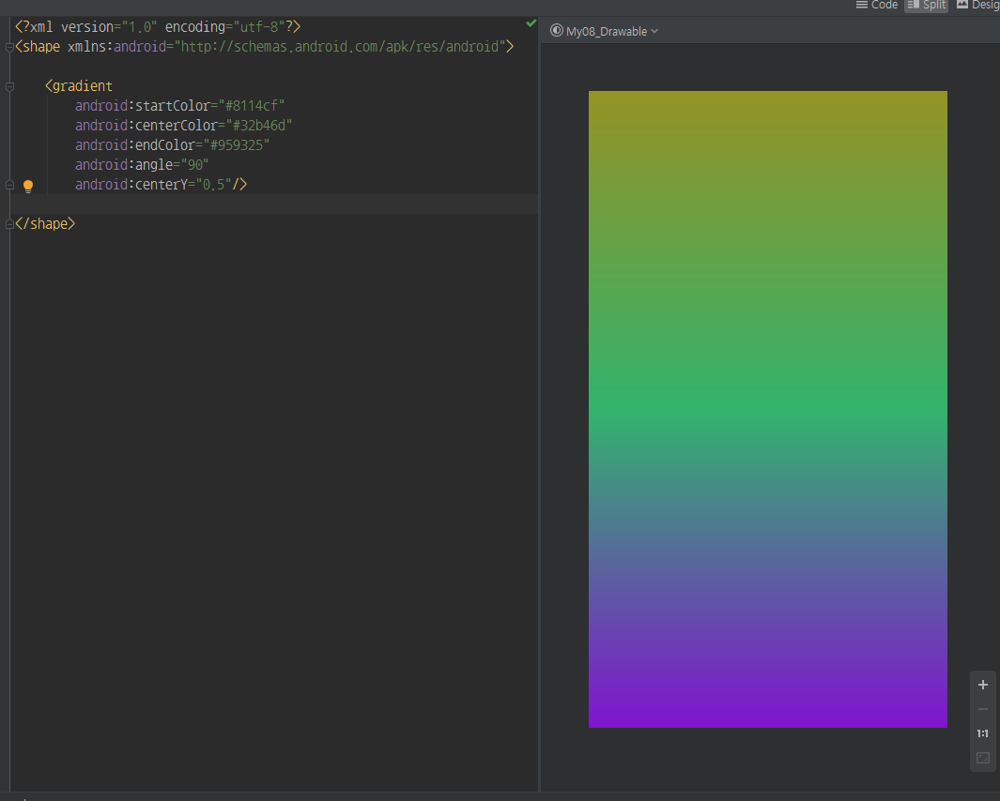 Code Split Desig
<?xml version="1.0" encoding="utf-8"?>
<shape xmlns:android="http://schemas.android.com/apk/res/android">
<gradient
android:startColor="#8114cf"
android:centerColor="#32b46d"
android:endColor="#959325"
android:angle="90"
android:centerY="0.5"/>
</shape>
My08_Drawable
1:1